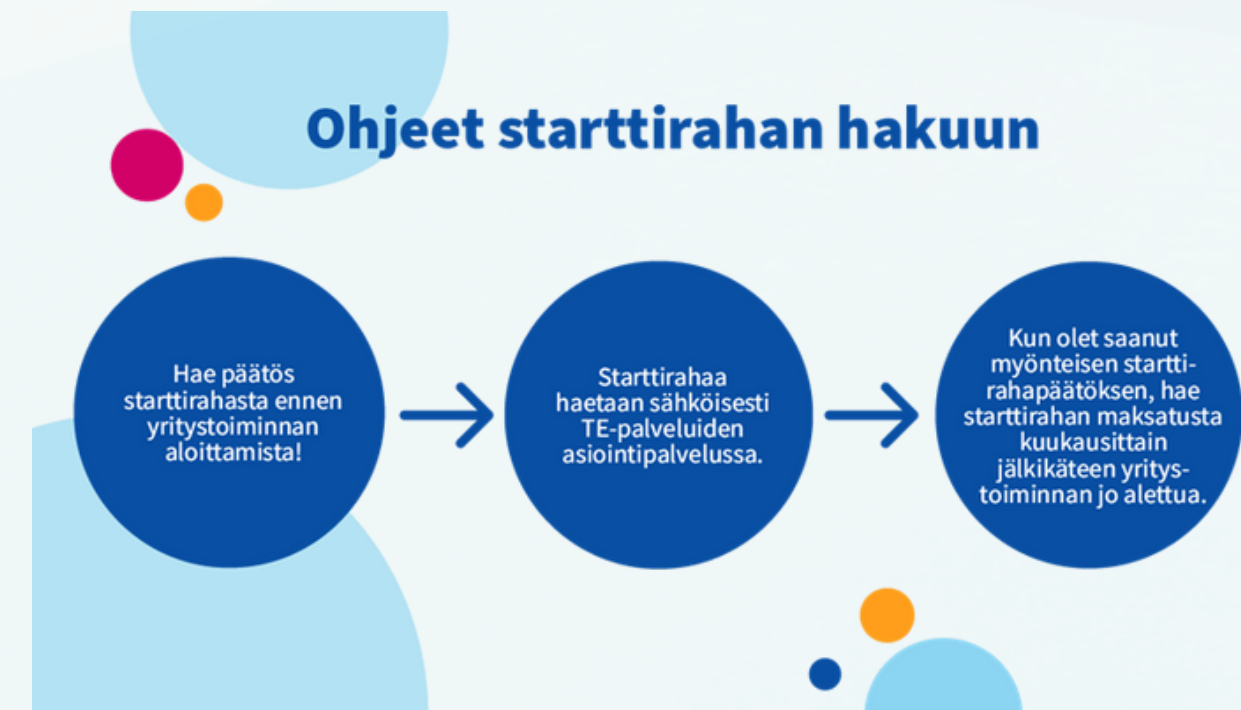 Ohjeet starttirahan hakuun
Hae päätös
starttirahasta ennen
yritystoiminnan
aloittamista!
Starttirahaa
haetaan sähköisesti
TE-palveluiden
asiointipalvelussa.
Kun olet saanut
myönteisen startti-
rahapäätöksen, hae
starttirahan maksatusta
kuukausittain
jälkikäteen yritys-
toiminnan jo alettua.